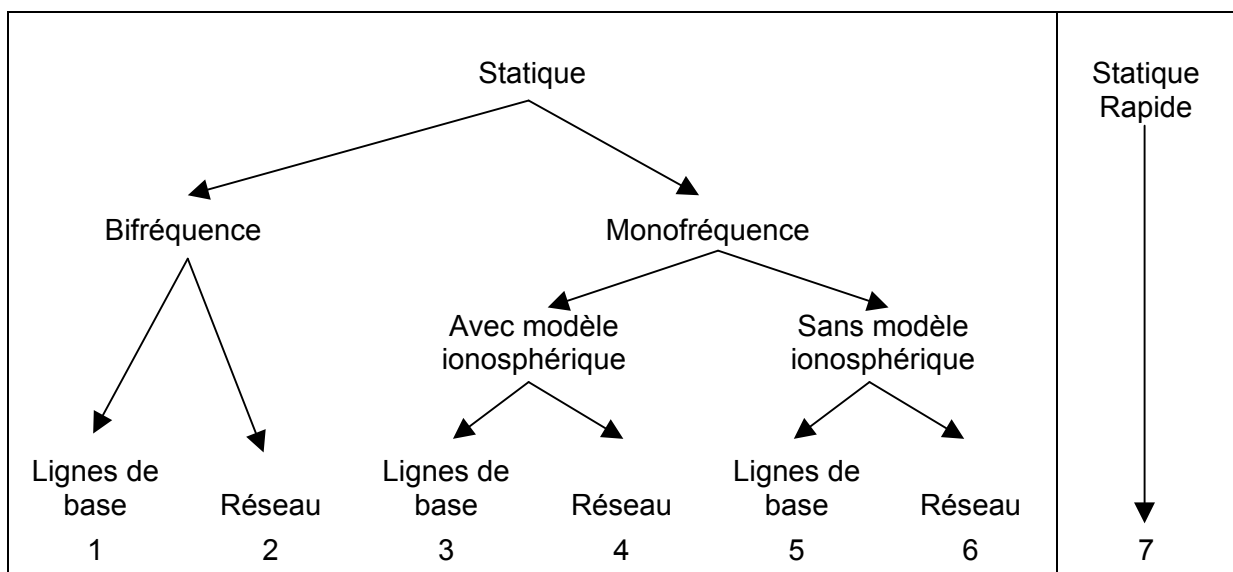 Statique
Statique
Rapide
Bifréquence
Monofréquence
Avec modèle
ionosphérique
Sans modèle
ionosphérique
Lignes de
base
Réseau
Lignes de
base
Réseau
Lignes de
base
Réseau
1
2
3
4
5
6
7